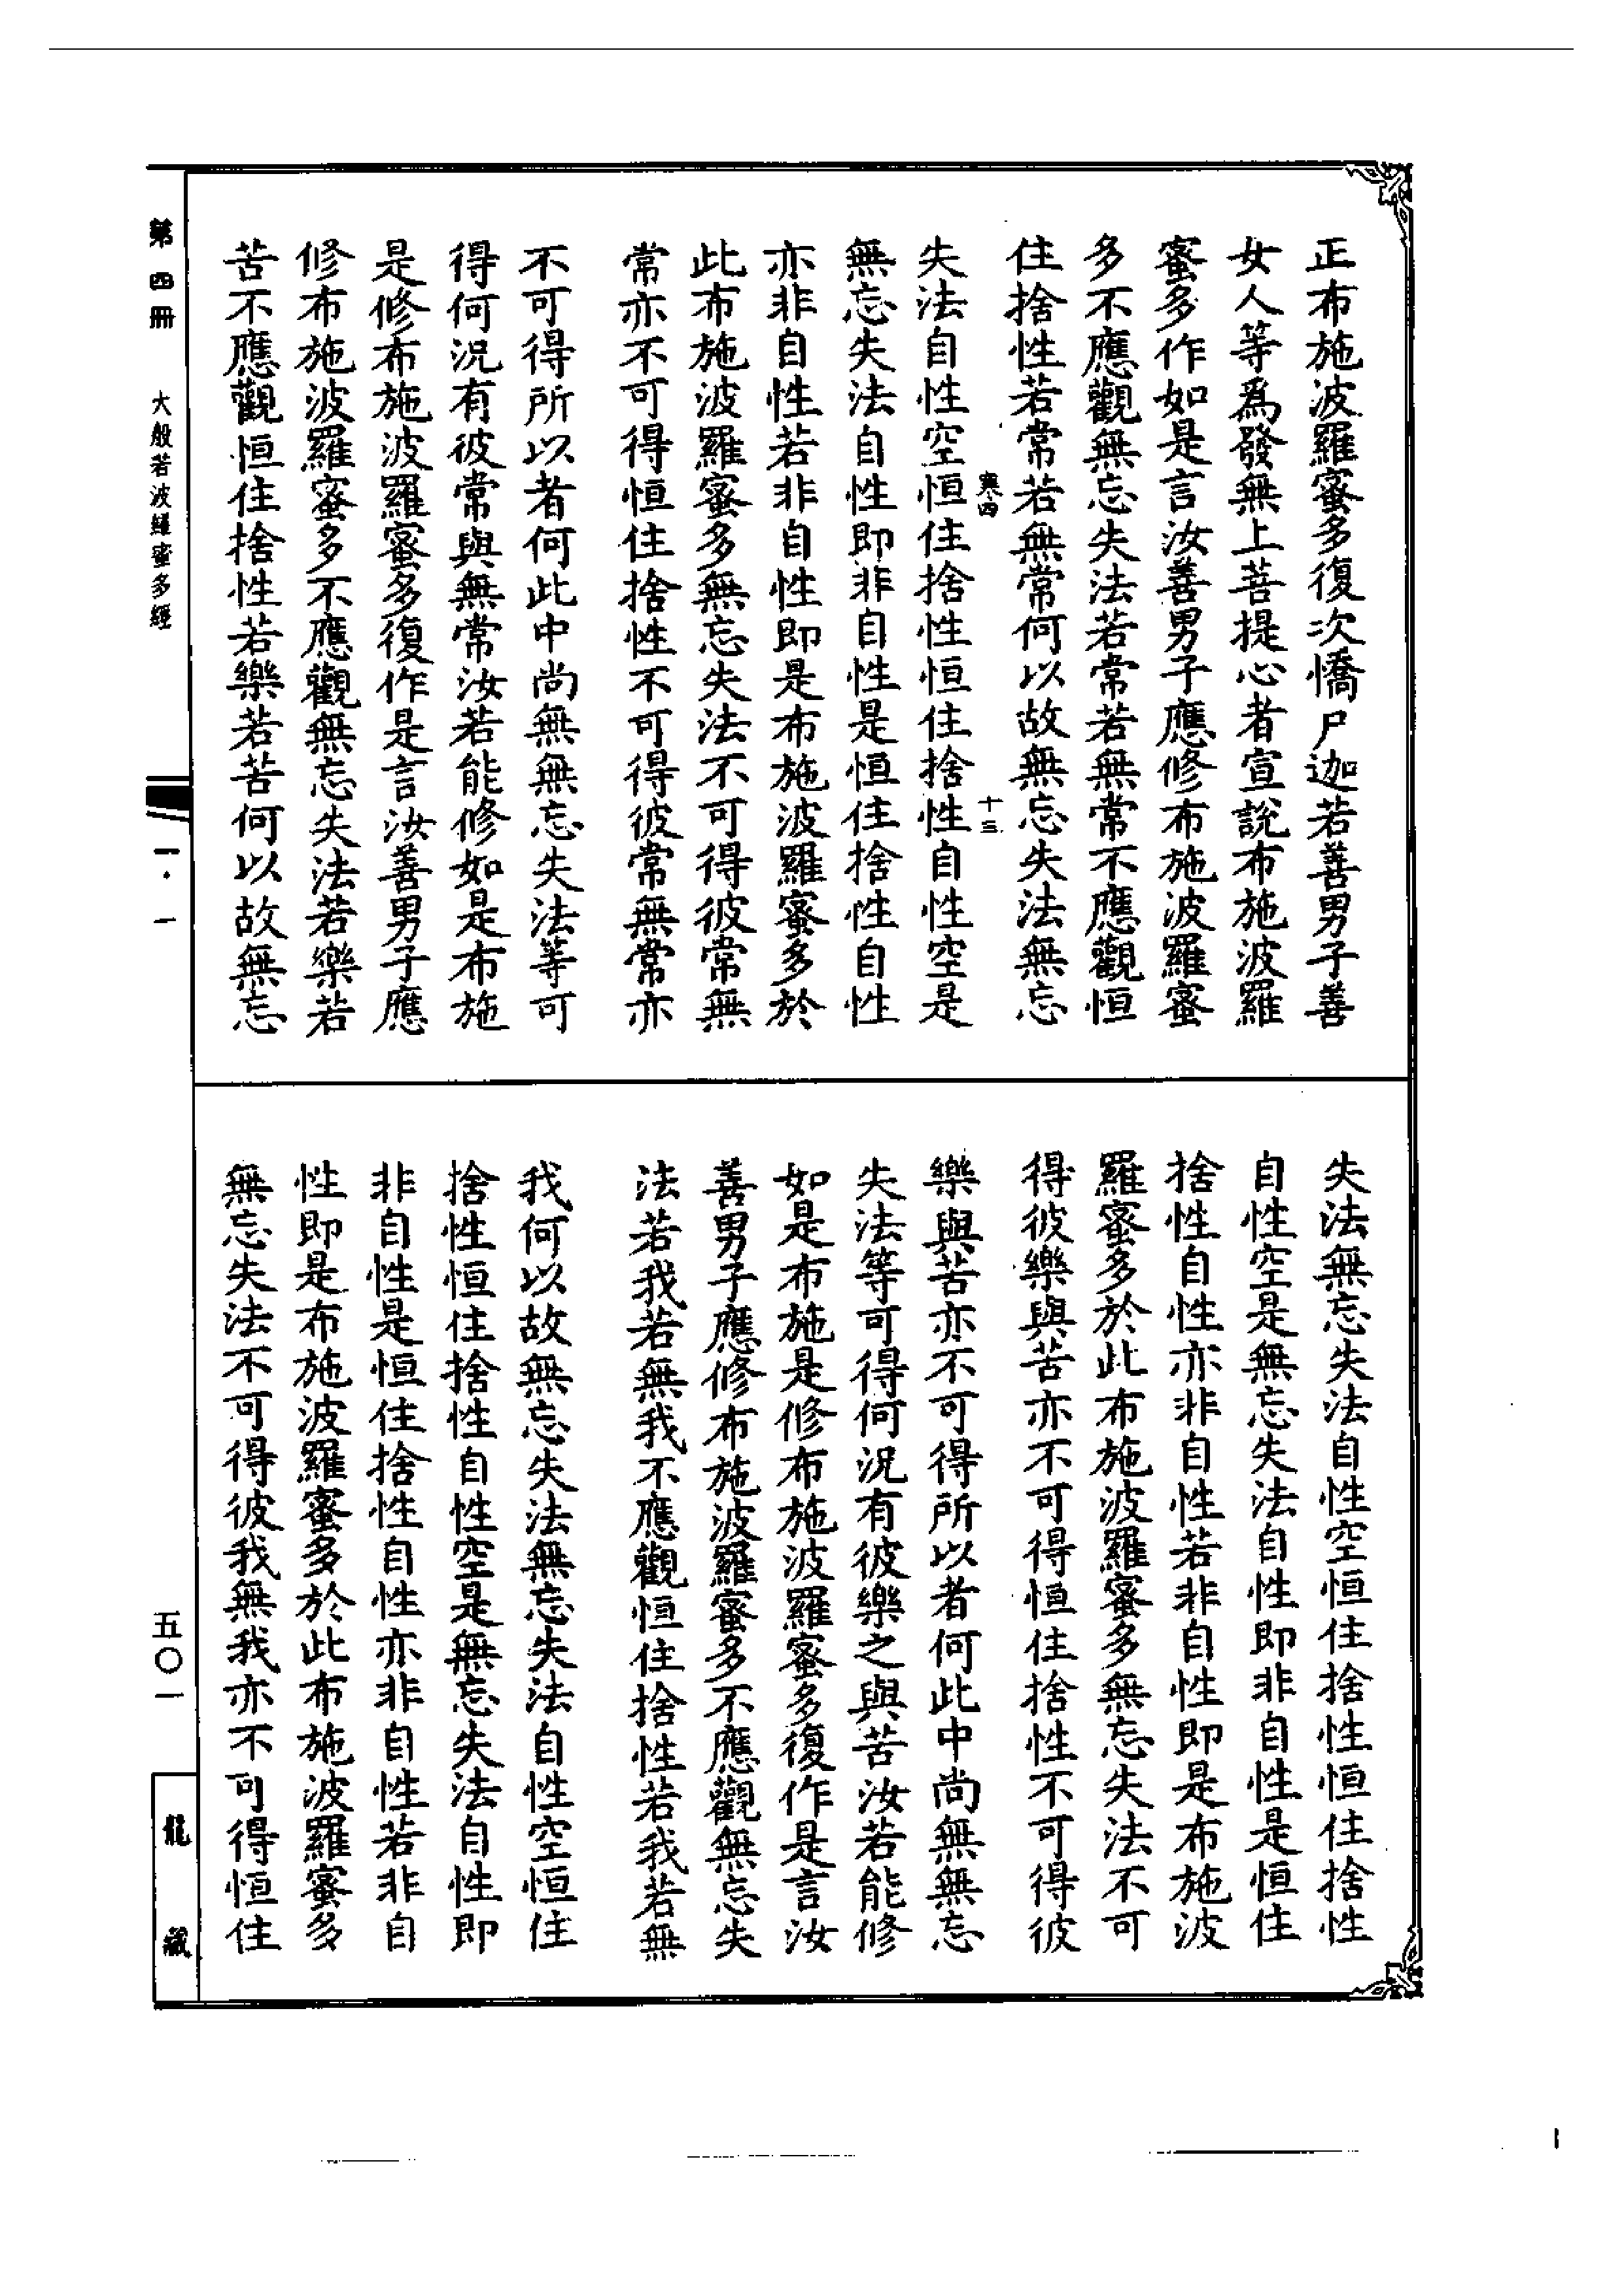 正布施波羅蜜多復次憍尸迦若善男子善
女人等爲發無上菩提心者宣說布施波羅
蜜多作如是言汝善男子應修布施波羅蜜
多不應觀無忘失法若常若無常不應觀恒
住捨性若常若無常何以故無忘失法無忘
寒四
十三
失法自性空恒住捨性恒住捨性自性空是
無忘失法自性即非自性是恒住捨性自性
亦非自性若非自性即是布施波羅蜜多於
此布施波羅蜜多無忘失法不可得彼常無
常亦不可得恒住捨性不可得彼常無常亦
不可得所以者何此中尚無無忘失法等可
得何況有彼常與無常汝若能修如是布施
是修布施波羅蜜多復作是言汝善男子應
修布施波羅蜜多不應觀無忘失法若樂若
苦不應觀恒住捨性若樂若苦何以故無忘
失法無忘失法自性空恒住捨性恒住捨性
自性空是無忘失法自性即非自性是恒住
捨性自性亦非自性若非自性即是布施波
羅蜜多於此布施波羅蜜多無忘失法不可
得彼樂與苦亦不可得恒住捨性不可得彼
樂與苦亦不可得所以者何此中尚無無忘
失法等可得何況有彼樂之與苦汝若能修
如是布施是修布施波羅蜜多復作是言汝
善男子應修布施波羅蜜多不應觀無忘失
法若我若無我不應觀恒住捨性若我若無
我何以故無忘失法無忘失法自性空恒住
捨性恒住捨性自性空是無忘失法自性即
非自性是恒住捨性自性亦非自性若非自
性即是布施波羅蜜多於此布施波羅蜜多
無忘失法不可得彼我無我亦不可得恒住
第四冊
大般若波羅蜜多經
一·一
五〇一
龍藏